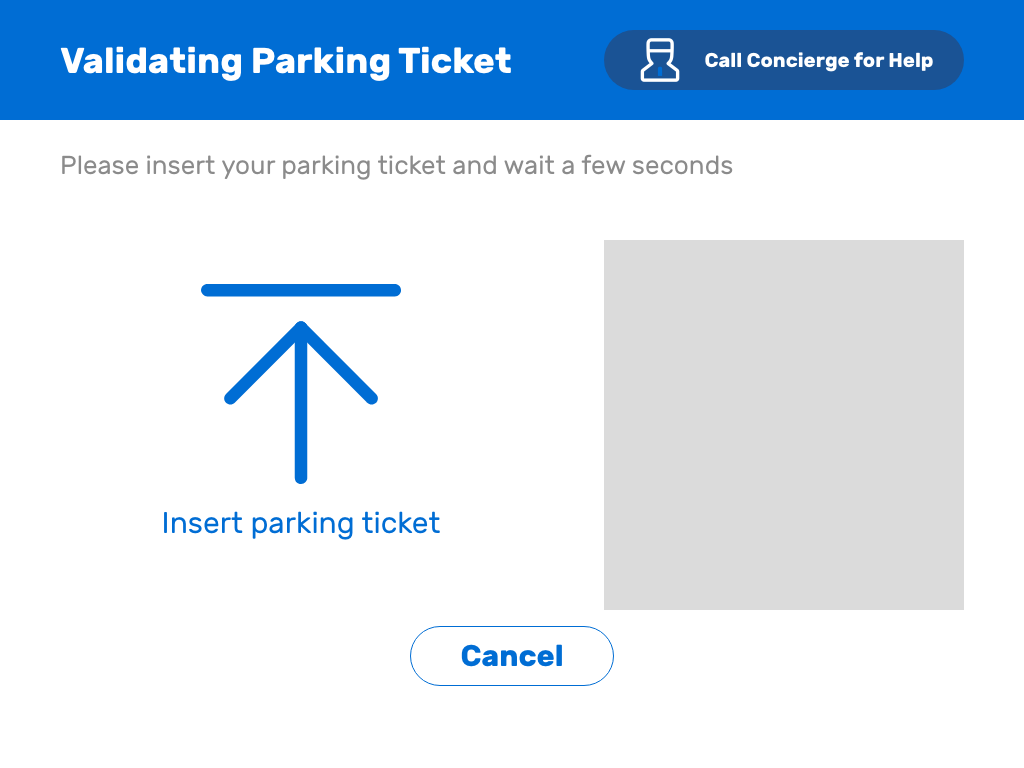 Validating Parking Ticket
Call Concierge for Help
Please insert your parking ticket and wait a few seconds
Insert parking ticket
Cancel